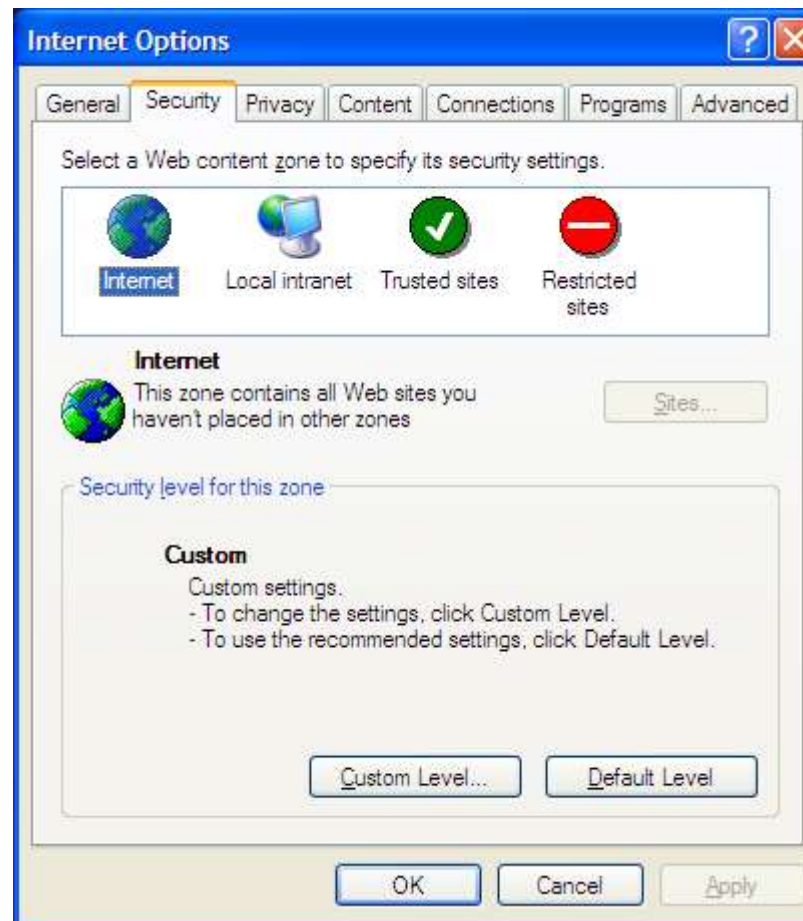 Internet Options
General Security Privacy Content Connections Programs Advanced
Select a Web content zone to specify its security settings.
Internet Local intranet Trusted sites Restricted
sites
Internet
This zone contains all Web sites you
haven't placed in other zones
Sites...
Security level for this zone
Custom
Custom settings.
- To change the settings, click Custom Level.
- To use the recommended settings, click Default Level.
Custom Level... Default Level
OK Cancel Apply